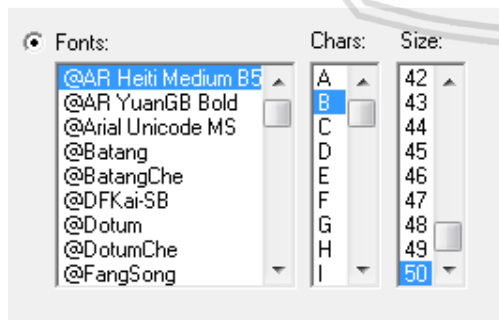 Fonts: Chars: Size:
@AR Heiti Medium B5 A 42
@AR YuanGB Bold B 43
@Arial Unicode MS C 44
@Batang D 45
@BatangChe E 46
@DFKai-SB F 47
@Dotum G 48
@DotumChe H 49
@FangSong I 50